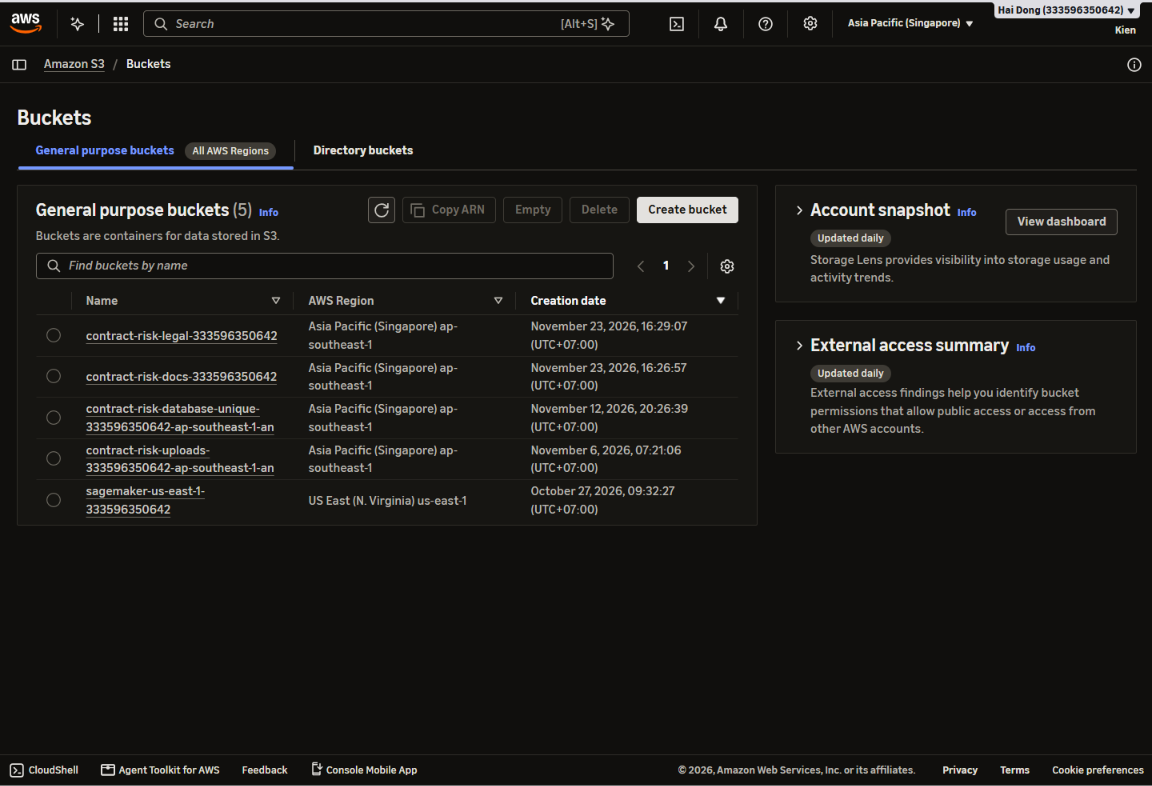 aws
Search
[Alt+S]
Asia Pacific (Singapore)
Hai Dong (333596350642)
Kien
Amazon S3 / Buckets
Buckets
General purpose buckets
All AWS Regions
Directory buckets
General purpose buckets (5) Info
Copy ARN
Empty
Delete
Create bucket
Buckets are containers for data stored in S3.
Find buckets by name
1
Name
AWS Region
Creation date
contract-risk-legal-333596350642
Asia Pacific (Singapore) ap-
southeast-1
November 23, 2026, 16:29:07
(UTC+07:00)
contract-risk-docs-333596350642
Asia Pacific (Singapore) ap-
southeast-1
November 23, 2026, 16:26:57
(UTC+07:00)
contract-risk-database-unique-
333596350642-ap-southeast-1-an
Asia Pacific (Singapore) ap-
southeast-1
November 12, 2026, 20:26:39
(UTC+07:00)
contract-risk-uploads-
333596350642-ap-southeast-1-an
Asia Pacific (Singapore) ap-
southeast-1
November 6, 2026, 07:21:06
(UTC+07:00)
sagemaker-us-east-1-
333596350642
US East (N. Virginia) us-east-1
October 27, 2026, 09:32:27
(UTC+07:00)
Account snapshot Info
View dashboard
Updated daily
Storage Lens provides visibility into storage usage and
activity trends.
External access summary Info
Updated daily
External access findings help you identify bucket
permissions that allow public access or access from
other AWS accounts.
CloudShell
Agent Toolkit for AWS
Feedback
Console Mobile App
© 2026, Amazon Web Services, Inc. or its affiliates.
Privacy
Terms
Cookie preferences